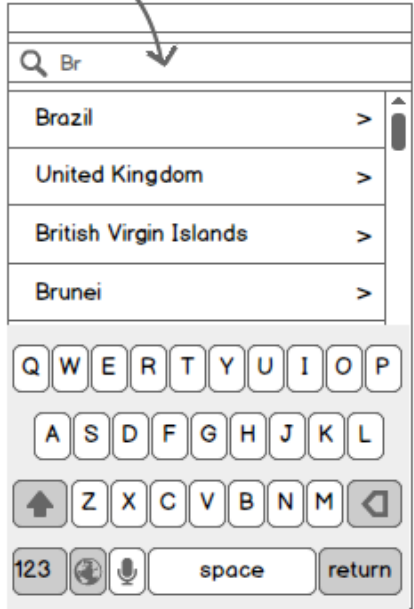 Br
Brazil >
United Kingdom >
British Virgin Islands >
Brunei >
Q W E R T Y U I O P
A S D F G H J K L
Z X C V B N M
123 space return